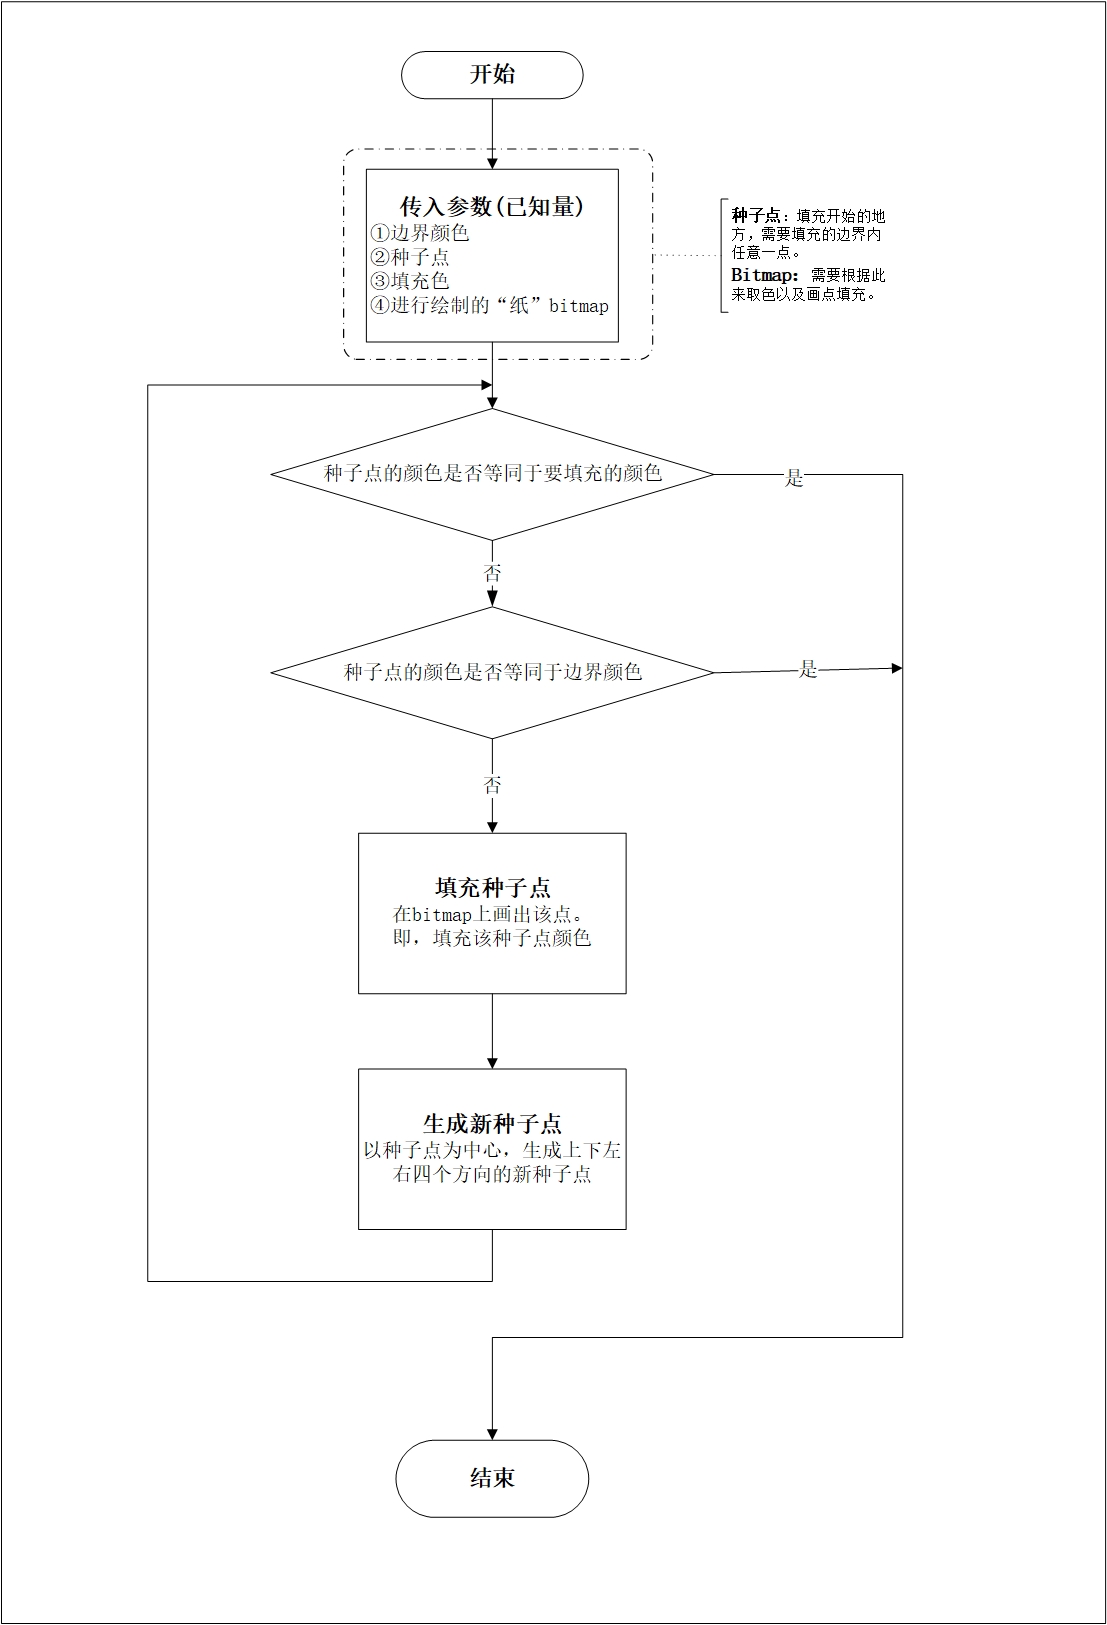 开始
传入参数(已知量)
①边界颜色
②种子点
③填充色
④进行绘制的“纸”bitmap
种子点：填充开始的地
方，需要填充的边界内
任意一点。
Bitmap：需要根据此
来取色以及画点填充。
种子点的颜色是否等同于要填充的颜色
是
否
种子点的颜色是否等同于边界颜色
是
否
填充种子点
在bitmap上画出该点。
即，填充该种子点颜色
生成新种子点
以种子点为中心，生成上下左
右四个方向的新种子点
结束